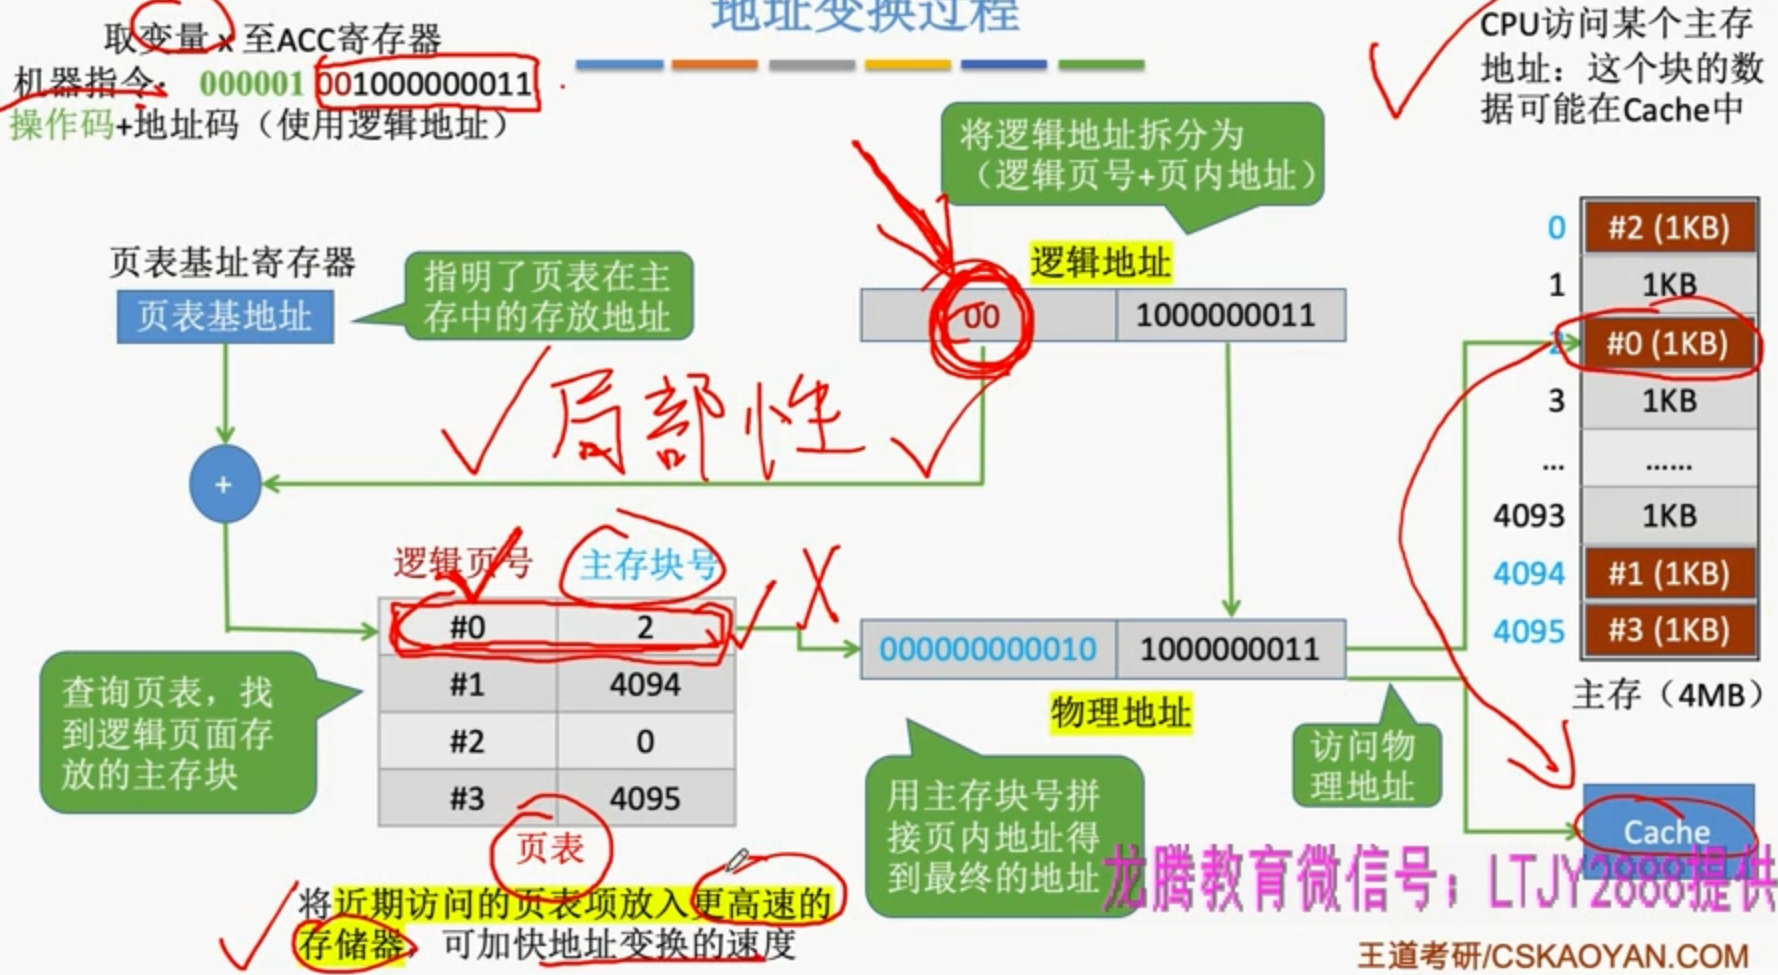 地址变换过程
取变量 x 至ACC寄存器
机器指令： 000001 001000000011
操作码+地址码（使用逻辑地址）
CPU访问某个主存
地址：这个块的数
据可能在Cache中
将逻辑地址拆分为
（逻辑页号+页内地址）
页表基址寄存器
页表基地址
指明了页表在主
存中的存放地址
逻辑地址
00 1000000011
局部性
+
逻辑页号 主存块号
#0 2
#1 4094
#2 0
#3 4095
页表
X
查询页表，找
到逻辑页面存
放的主存块
000000000010 1000000011
物理地址
用主存块号拼
接页内地址得
到最终的地址
访问物
理地址
0 #2 (1KB)
1 1KB
2 #0 (1KB)
3 1KB
... ......
4093 1KB
4094 #1 (1KB)
4095 #3 (1KB)
主存（4MB）
Cache
将近期访问的页表项放入更高速的
存储器，可加快地址变换的速度
龙腾教育微信号；LTJY2888提供
王道考研/CSKAOYAN.COM